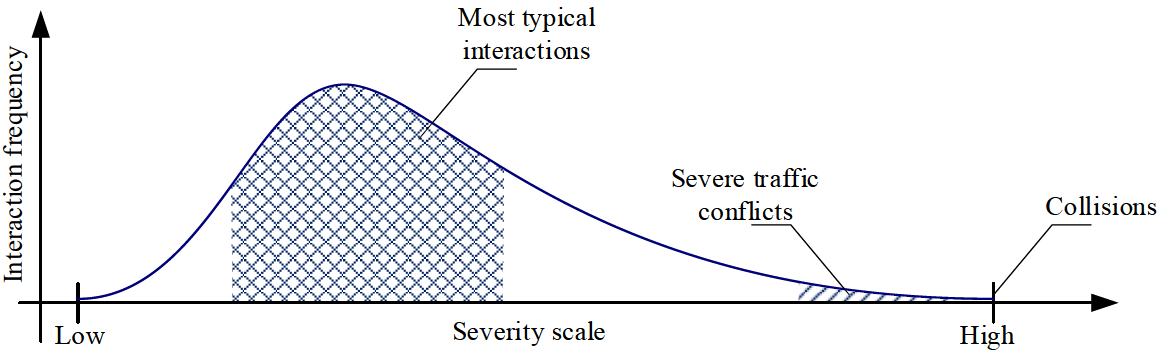 Most typical
interactions
Interaction frequency
Severe traffic
conflicts
Collisions
Low
Severity scale
High